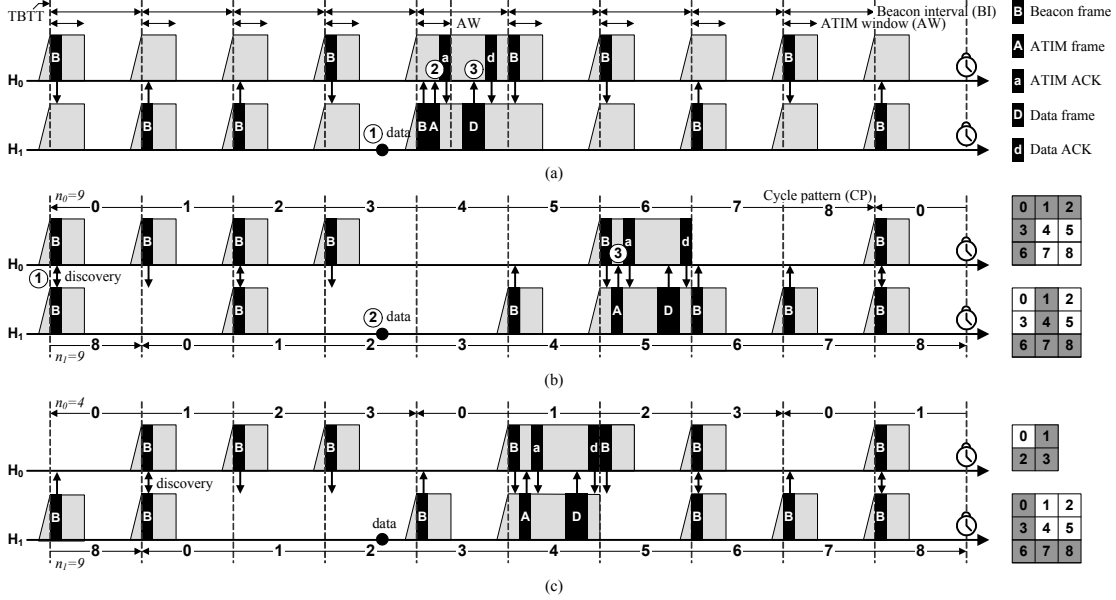 TBTT
Beacon interval (BI)
AW
ATIM window (AW)
B B a d B B B
② ③
H₀
B B B A D B B
① data
H₁
(a)
B Beacon frame
A ATIM frame
a ATIM ACK
D Data frame
d Data ACK
n₀=9
Cycle pattern (CP)
0 1 2 3 4 5 6 7 8 0
B B B B B a d B
③
H₀
① discovery
B B B A D B B B
② data
H₁
8 0 1 2 3 4 5 6 7 8
n₁=9
(b)
0 1 2
3 4 5
6 7 8
0 1 2
3 4 5
6 7 8
n₀=4
0 1 2 3 0 1 2 3 0 1
B B B B a d B B B
H₀
discovery
B B B A D B B B
data
H₁
8 0 1 2 3 4 5 6 7 8
n₁=9
(c)
0 1
2 3
0 1 2
3 4 5
6 7 8